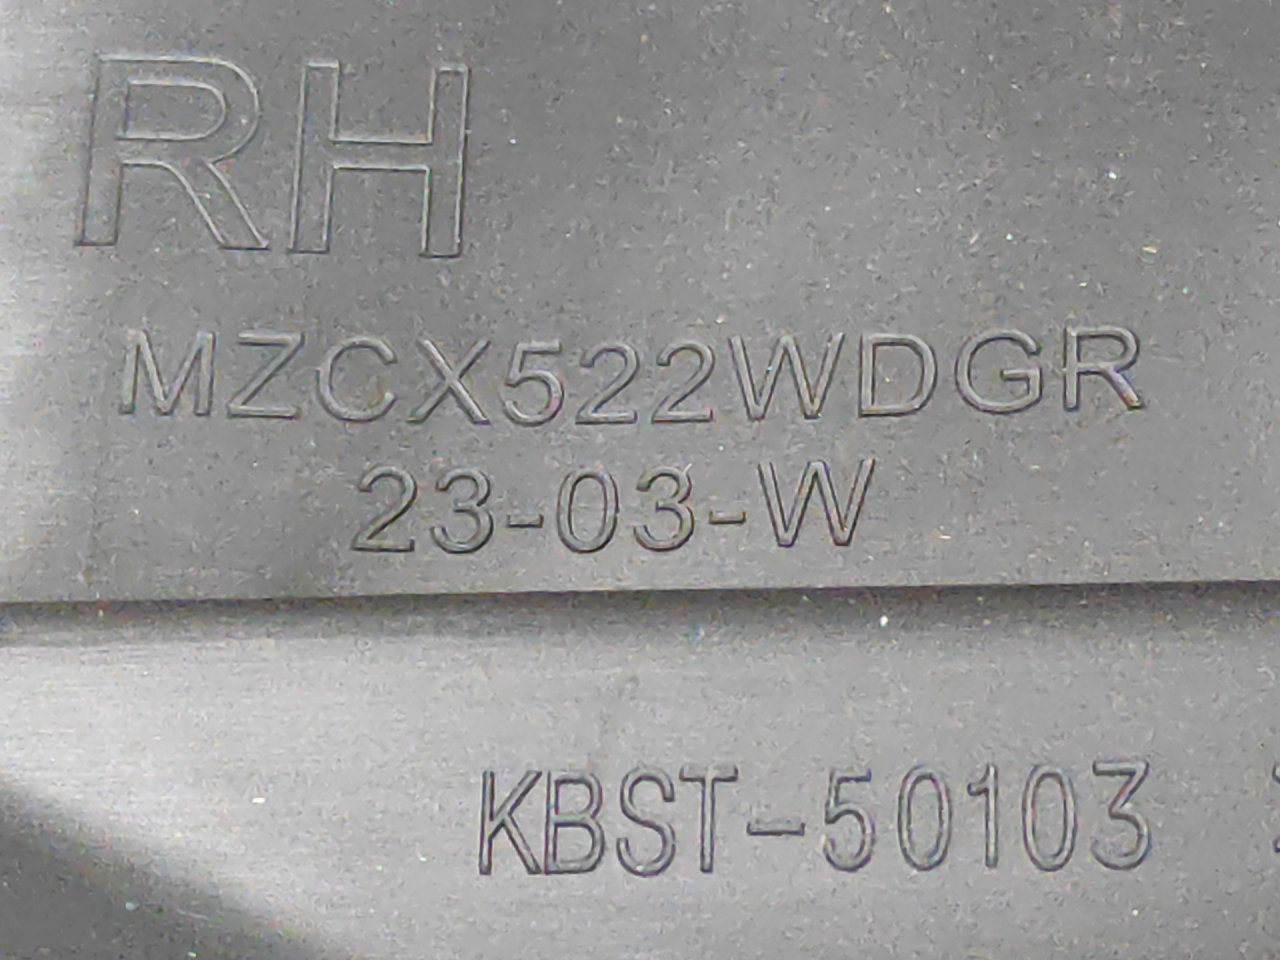 RH
MZCX522WDGR
23-03-W
KBST-50103